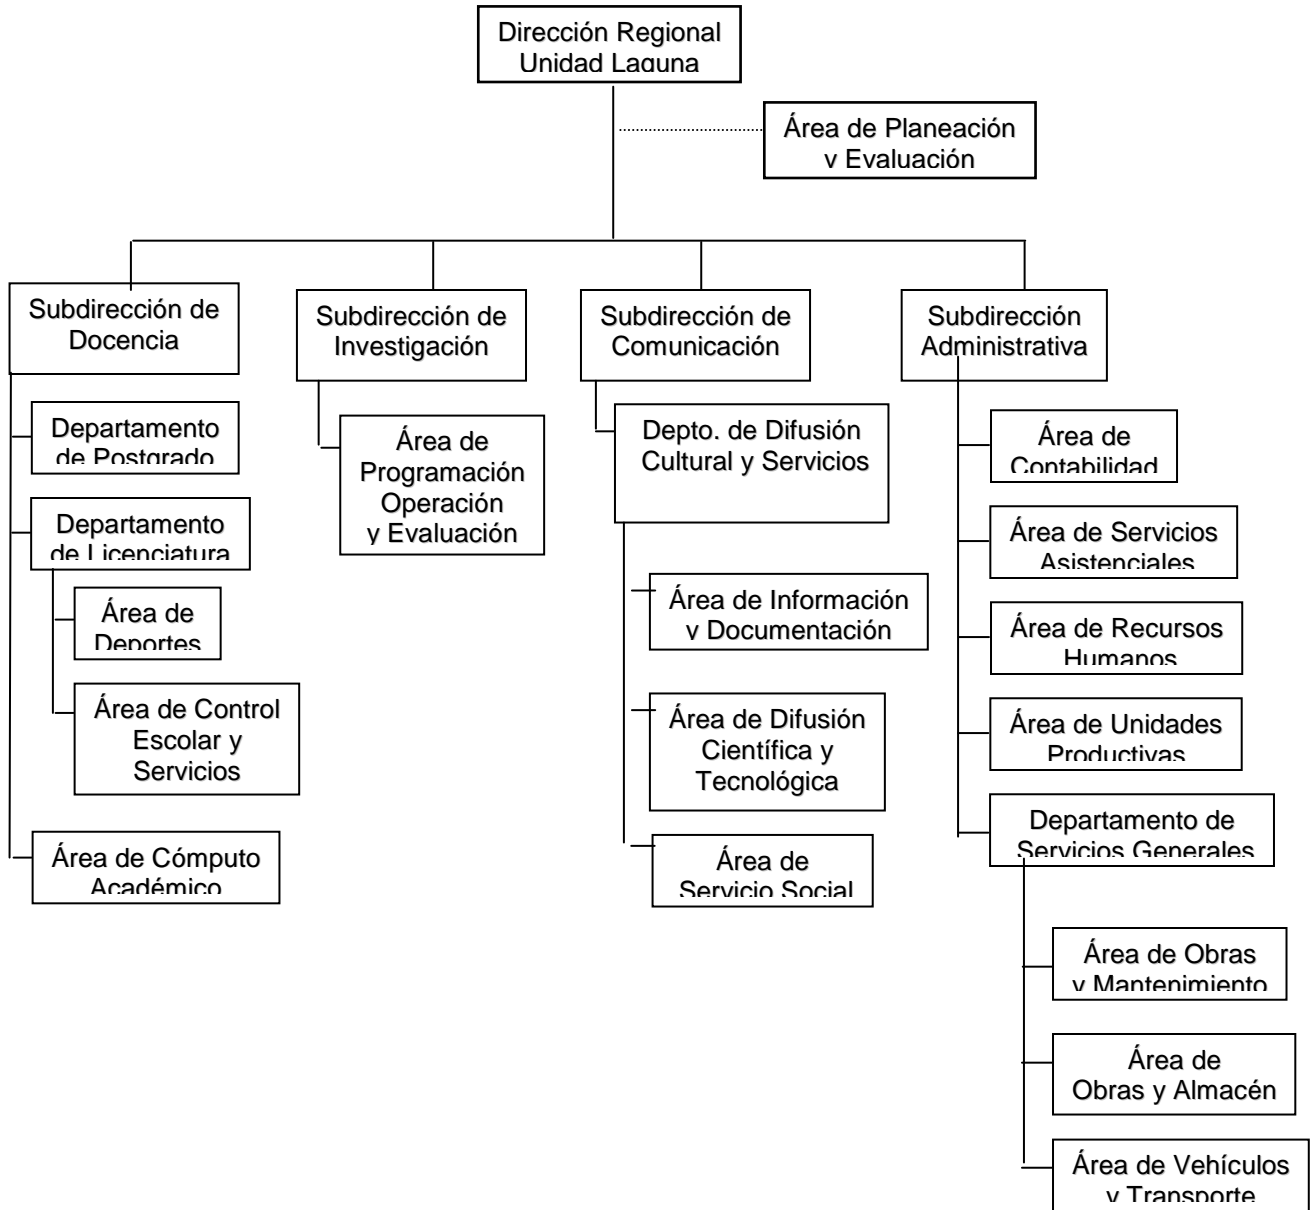 Dirección Regional
Unidad Laguna
Área de Planeación
y Evaluación
Subdirección de
Docencia
Departamento
de Postgrado
Departamento
de Licenciatura
Área de
Deportes
Área de Control
Escolar y
Servicios
Área de Cómputo
Académico
Subdirección de
Investigación
Área de
Programación
Operación
y Evaluación
Subdirección de
Comunicación
Depto. de Difusión
Cultural y Servicios
Área de Información
y Documentación
Área de Difusión
Científica y
Tecnológica
Área de
Servicio Social
Subdirección
Administrativa
Área de
Contabilidad
Área de Servicios
Asistenciales
Área de Recursos
Humanos
Área de Unidades
Productivas
Departamento de
Servicios Generales
Área de Obras
y Mantenimiento
Área de
Obras y Almacén
Área de Vehículos
y Transporte